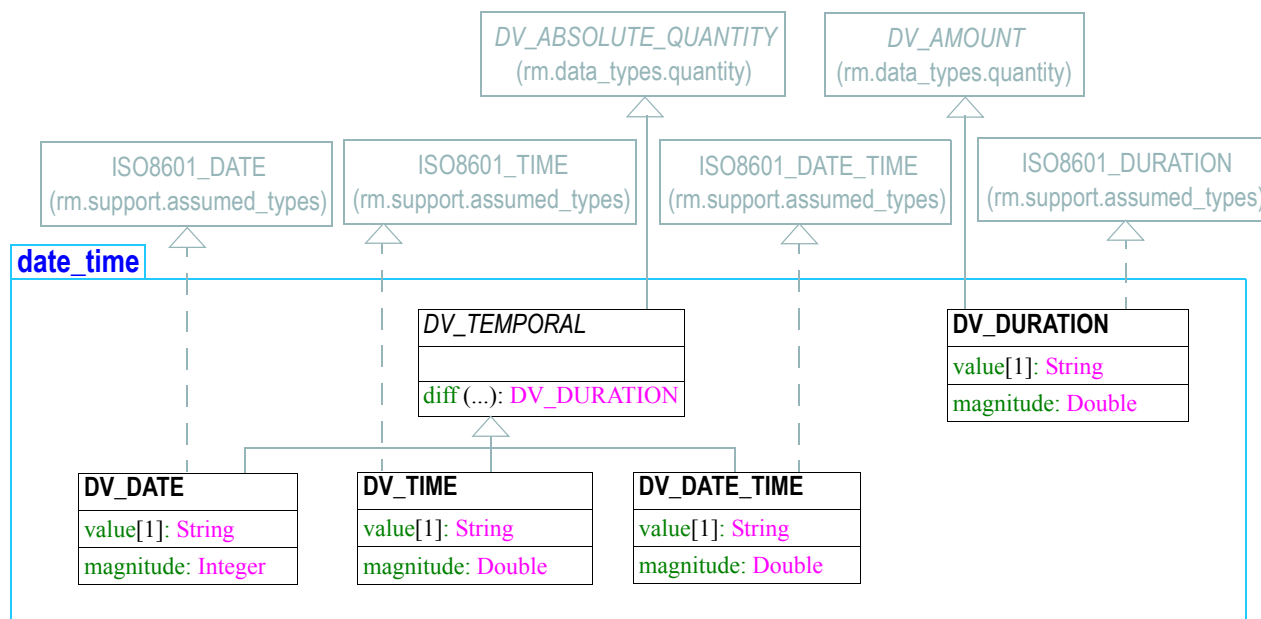 DV_ABSOLUTE_QUANTITY
(rm.data_types.quantity)
DV_AMOUNT
(rm.data_types.quantity)
ISO8601_DATE
(rm.support.assumed_types)
ISO8601_TIME
(rm.support.assumed_types)
ISO8601_DATE_TIME
(rm.support.assumed_types)
ISO8601_DURATION
(rm.support.assumed_types)
date_time
DV_TEMPORAL
diff (...): DV_DURATION
DV_DURATION
value[1]: String
magnitude: Double
DV_DATE
value[1]: String
magnitude: Integer
DV_TIME
value[1]: String
magnitude: Double
DV_DATE_TIME
value[1]: String
magnitude: Double